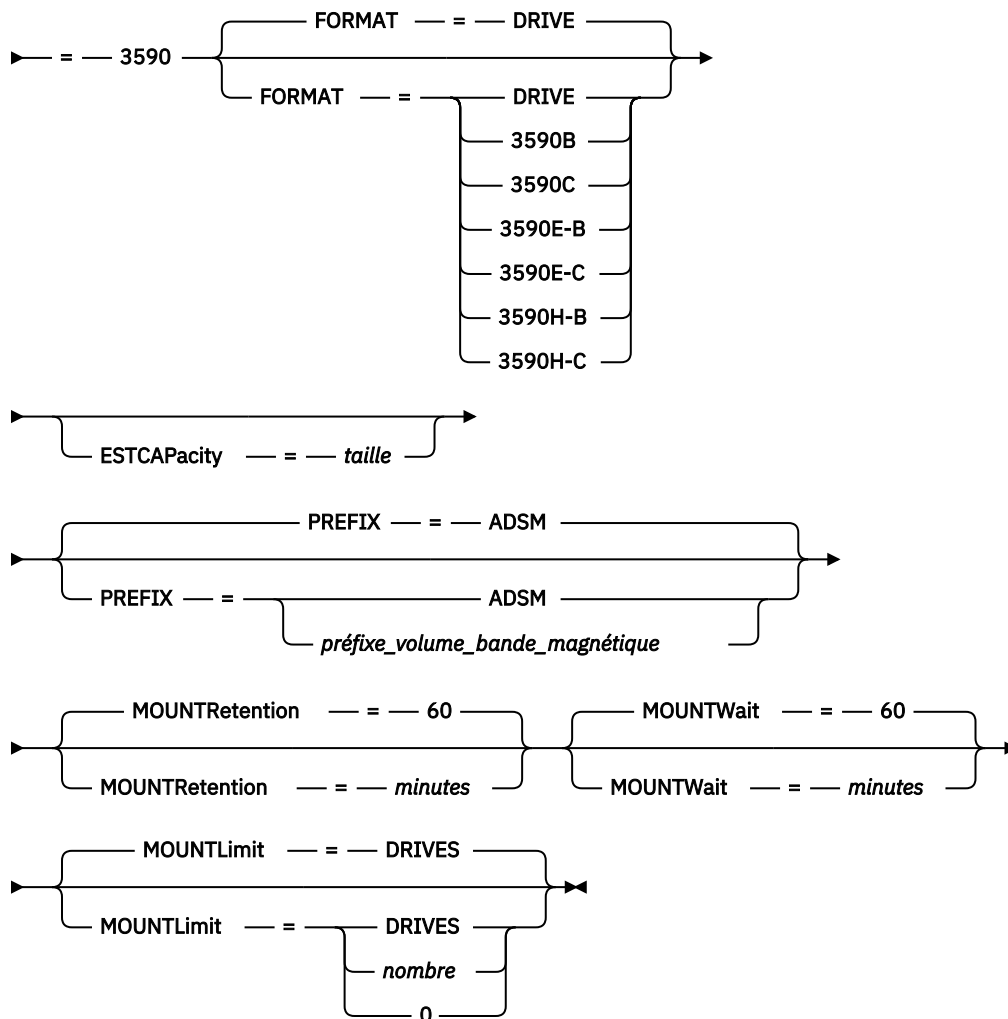 FORMAT = DRIVE
= 3590
FORMAT = DRIVE
3590B
3590C
3590E-B
3590E-C
3590H-B
3590H-C
ESTCAPacity = taille
PREFIX = ADSM
PREFIX = ADSM
préfixe_volume_bande_magnétique
MOUNTRetention = 60 MOUNTWait = 60
MOUNTRetention = minutes MOUNTWait = minutes
MOUNTLimit = DRIVES
MOUNTLimit = DRIVES
nombre
0